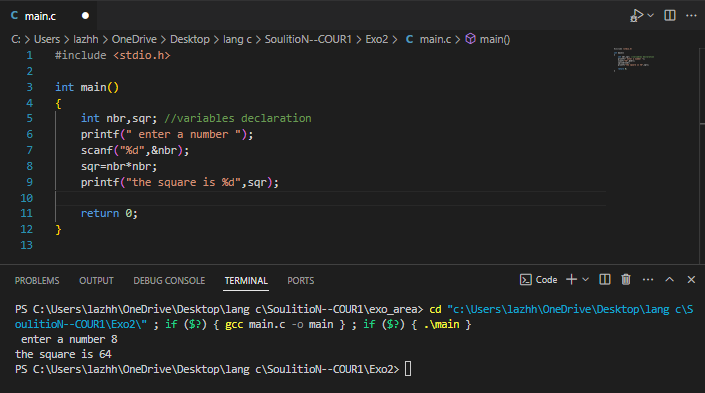 C main.c
C: > Users > lazhh > OneDrive > Desktop > lang c > SoulitioN--COUR1 > Exo2 > C main.c > main()
1 #include <stdio.h>
2
3 int main()
4 {
5 int nbr,sqr; //variables declaration
6 printf(" enter a number ");
7 scanf("%d",&nbr);
8 sqr=nbr*nbr;
9 printf("the square is %d",sqr);
10
11 return 0;
12 }
13
PROBLEMS OUTPUT DEBUG CONSOLE TERMINAL PORTS Code
PS C:\Users\lazhh\OneDrive\Desktop\lang c\SoulitioN--COUR1\exo_area> cd "c:\Users\lazhh\OneDrive\Desktop\lang c\S
oulitioN--COUR1\Exo2\" ; if ($?) { gcc main.c -o main } ; if ($?) { .\main }
enter a number 8
the square is 64
PS C:\Users\lazhh\OneDrive\Desktop\lang c\SoulitioN--COUR1\Exo2>